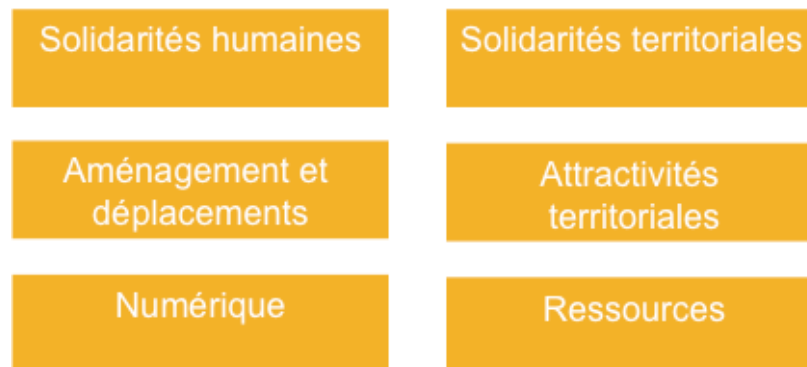 Solidarités humaines
Solidarités territoriales
Aménagement et
déplacements
Attractivités
territoriales
Numérique
Ressources